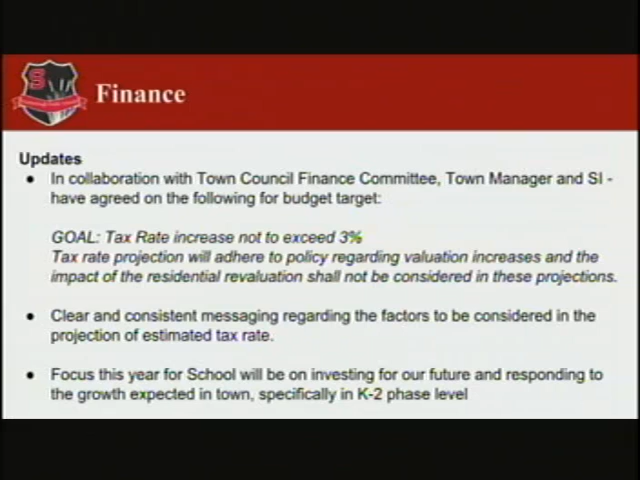 S
Finance
Updates
• In collaboration with Town Council Finance Committee, Town Manager and SI -
have agreed on the following for budget target:
GOAL: Tax Rate increase not to exceed 3%
Tax rate projection will adhere to policy regarding valuation increases and the
impact of the residential revaluation shall not be considered in these projections.
• Clear and consistent messaging regarding the factors to be considered in the
projection of estimated tax rate.
• Focus this year for School will be on investing for our future and responding to
the growth expected in town, specifically in K-2 phase level